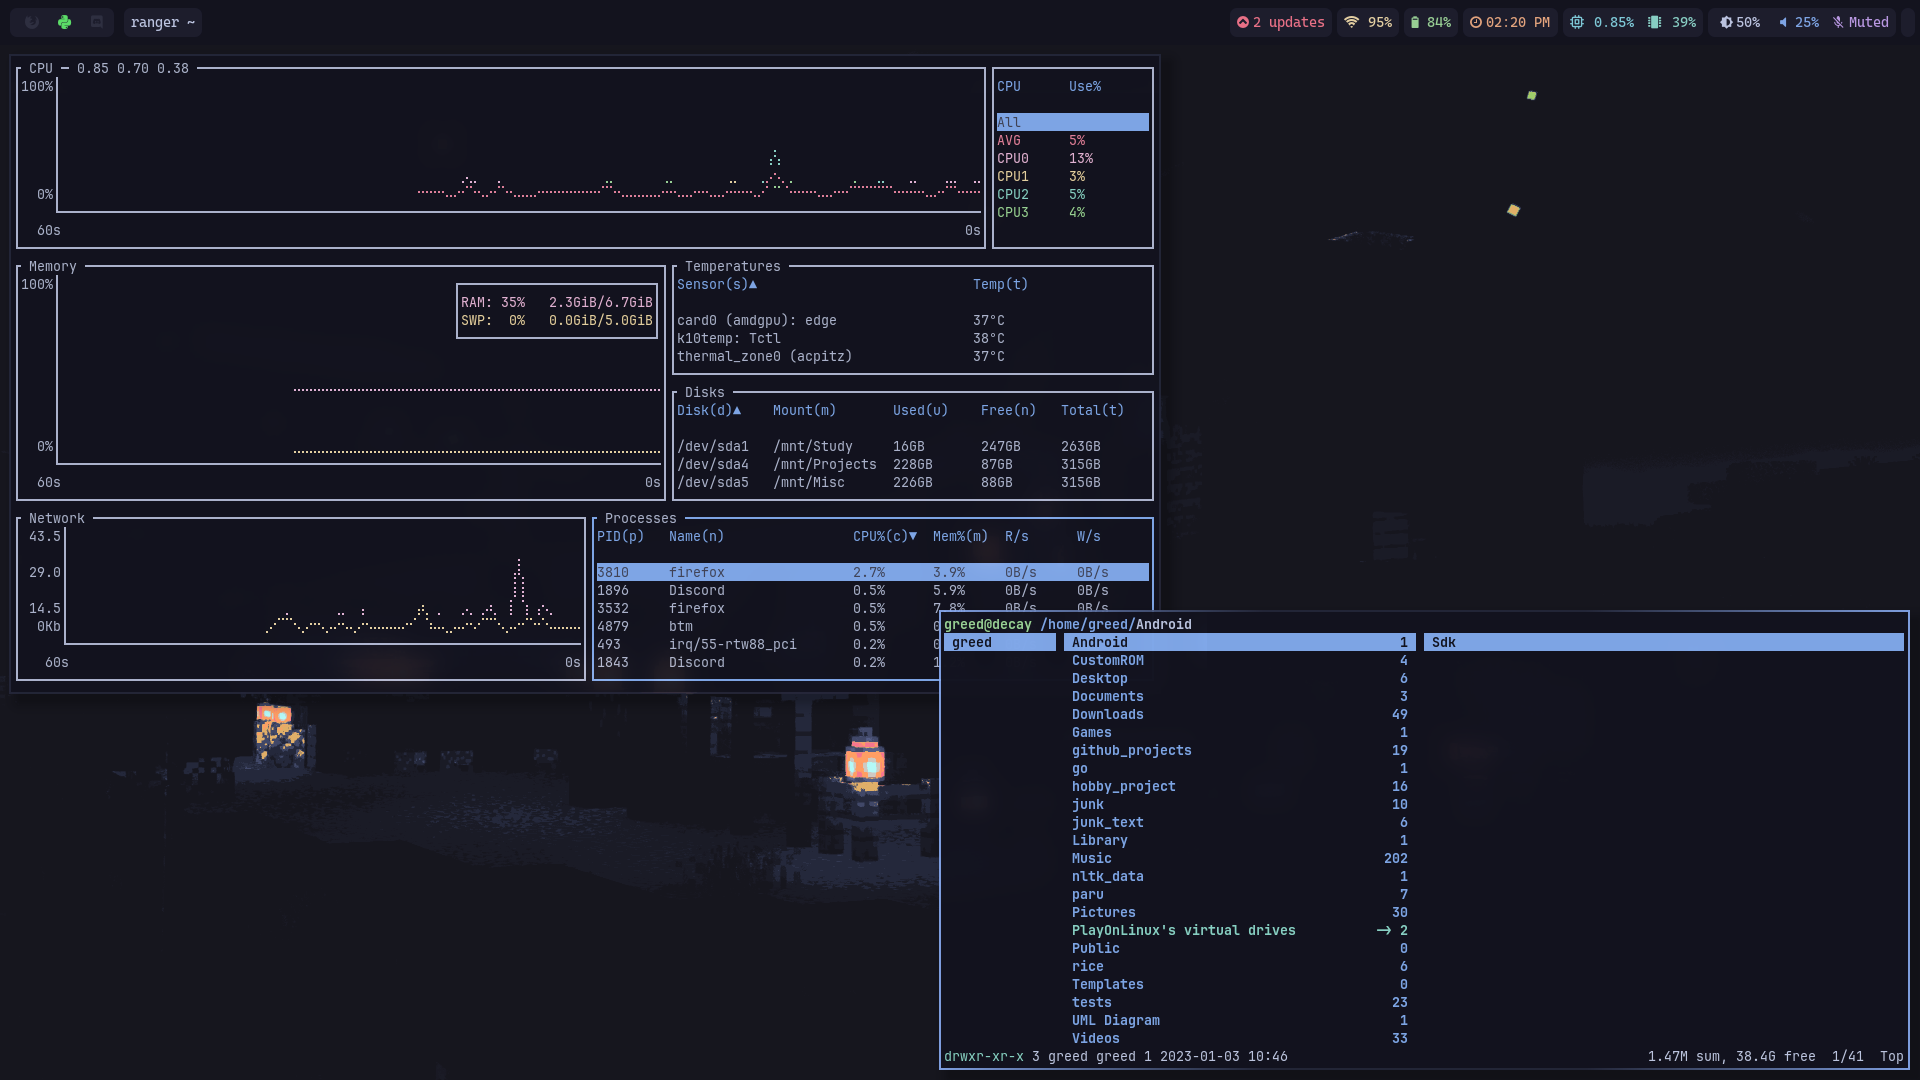 ranger ~
2 updates 95% 84% 02:20 PM 0.85% 39% 50% 25% Muted
CPU — 0.85 0.70 0.38
100%
0%
60s 0s
CPU Use%
All
AVG 5%
CPU0 13%
CPU1 3%
CPU2 5%
CPU3 4%
Memory
100%
RAM: 35% 2.3GiB/6.7GiB
SWP: 0% 0.0GiB/5.0GiB
0%
60s 0s
Temperatures
Sensor(s)▲ Temp(t)
card0 (amdgpu): edge 37°C
k10temp: Tctl 38°C
thermal_zone0 (acpitz) 37°C
Disks
Disk(d)▲ Mount(m) Used(u) Free(n) Total(t)
/dev/sda1 /mnt/Study 16GB 247GB 263GB
/dev/sda4 /mnt/Projects 228GB 87GB 315GB
/dev/sda5 /mnt/Misc 226GB 88GB 315GB
Network
43.5
29.0
14.5
0Kb
60s 0s
Processes
PID(p) Name(n) CPU%(c)▼ Mem%(m) R/s W/s
3810 firefox 2.7% 3.9% 0B/s 0B/s
1896 Discord 0.5% 5.9% 0B/s 0B/s
3532 firefox 0.5% 7.8% 0B/s 0B/s
4879 btm 0.5%
493 irq/55-rtw88_pci 0.2%
1843 Discord 0.2%
greed@decay /home/greed/Android
greed Android 1 Sdk
CustomROM 4
Desktop 6
Documents 3
Downloads 49
Games 1
github_projects 19
go 1
hobby_project 16
junk 10
junk_text 6
Library 1
Music 202
nltk_data 1
paru 7
Pictures 30
PlayOnLinux's virtual drives -> 2
Public 0
rice 6
Templates 0
tests 23
UML Diagram 1
Videos 33
drwxr-xr-x 3 greed greed 1 2023-01-03 10:46 1.47M sum, 38.4G free 1/41 Top